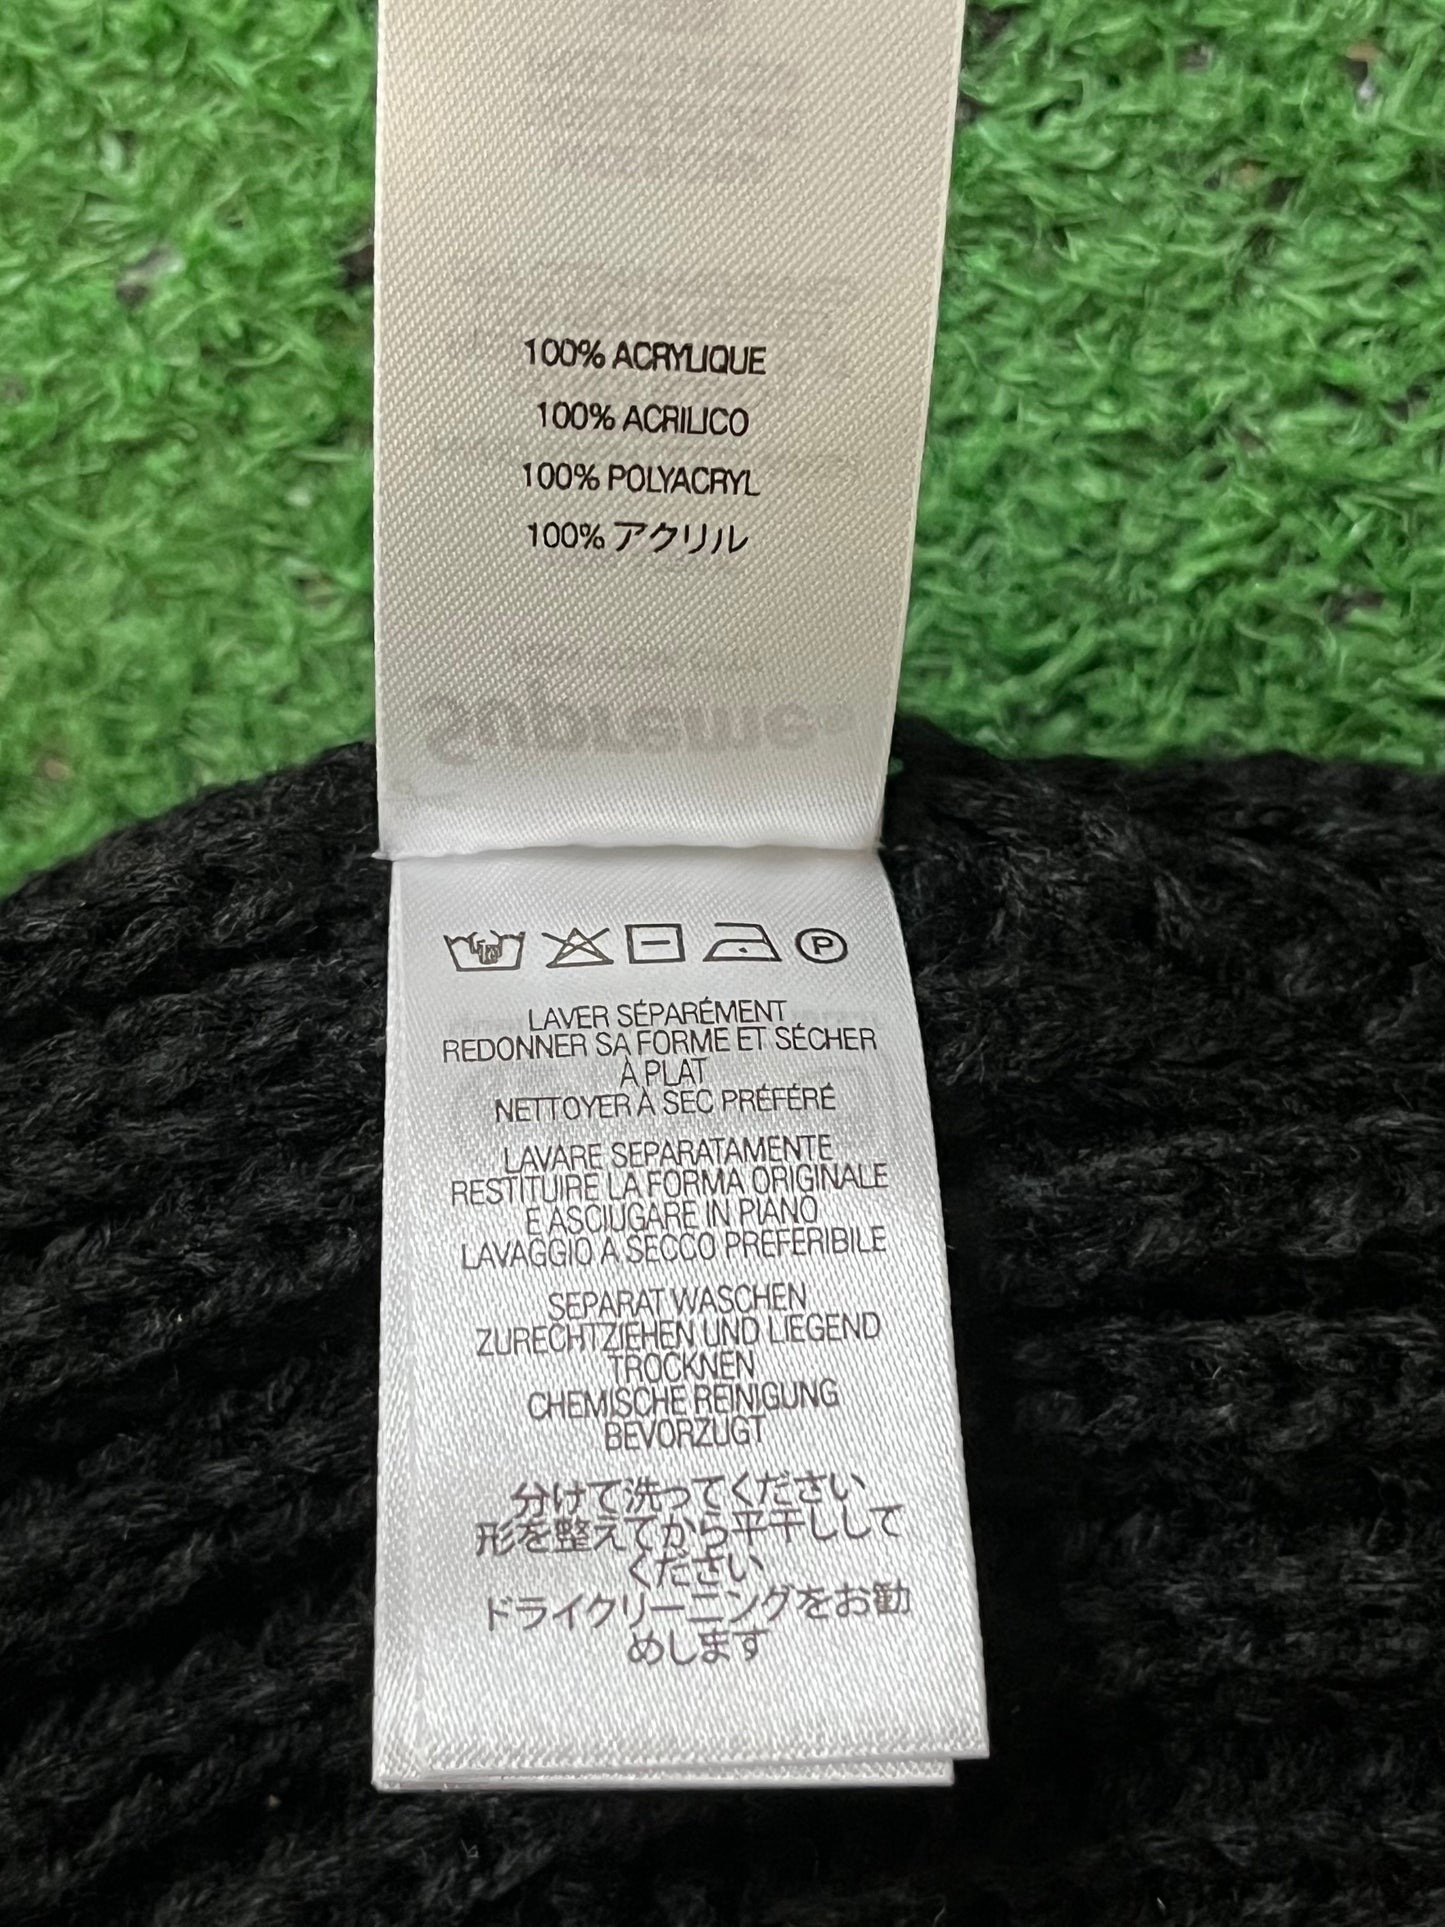 100% ACRYLIQUE
100% ACRILICO
100% POLYACRYL
100% アクリル
P
LAVER SÉPARÉMENT
REDONNER SA FORME ET SÉCHER
À PLAT
NETTOYER À SEC PRÉFÉRÉ
LAVARE SEPARATAMENTE
RESTITUIRE LA FORMA ORIGINALE
E ASCIUGARE IN PIANO
LAVAGGIO A SECCO PREFERIBILE
SEPARAT WASCHEN
ZURECHTZIEHEN UND LIEGEND
TROCKNEN
CHEMISCHE REINIGUNG
BEVORZUGT
分けて洗ってください
形を整えてから平干しして
ください
ドライクリーニングをお勧
めします